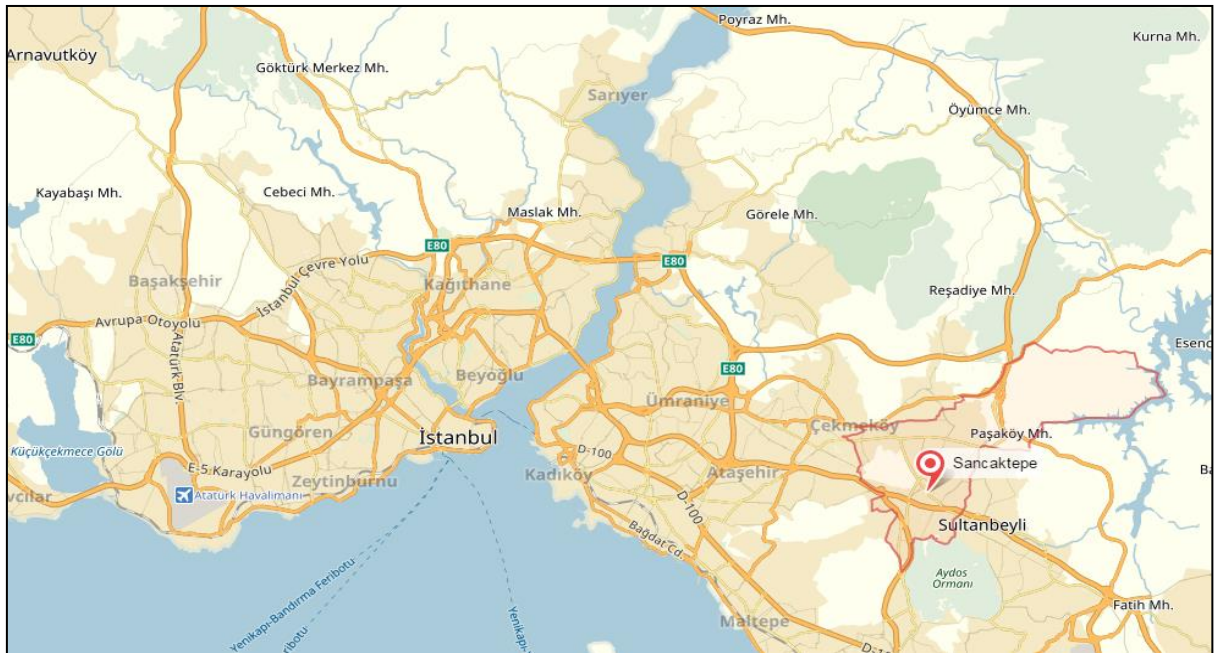 Poyraz Mh.
Kurna Mh.
Arnavutköy
Göktürk Merkez Mh.
Sarıyer
Öyümce Mh.
Kayabaşı Mh.
Cebeci Mh.
Maslak Mh.
Görele Mh.
E80
E80
Başakşehir
İstanbul Çevre Yolu
Kağıthane
Reşadiye Mh.
Avrupa Otoyolu
E80
Atatürk Blv.
E80
Bayrampaşa
Beyoğlu
Ümraniye
Çekmeköy
Güngören
İstanbul
Paşaköy Mh.
Küçükçekmece Gölü
D-100
E-5 Karayolu
Kadıköy
Ataşehir
Sancaktepe
Zeytinburnu
Atatürk Havalimanı
D-100
Sultanbeyli
Bağdat Cd.
Aydos
Ormanı
Yenikapı-Bandırma Feribotu
Maltepe
Fatih Mh.